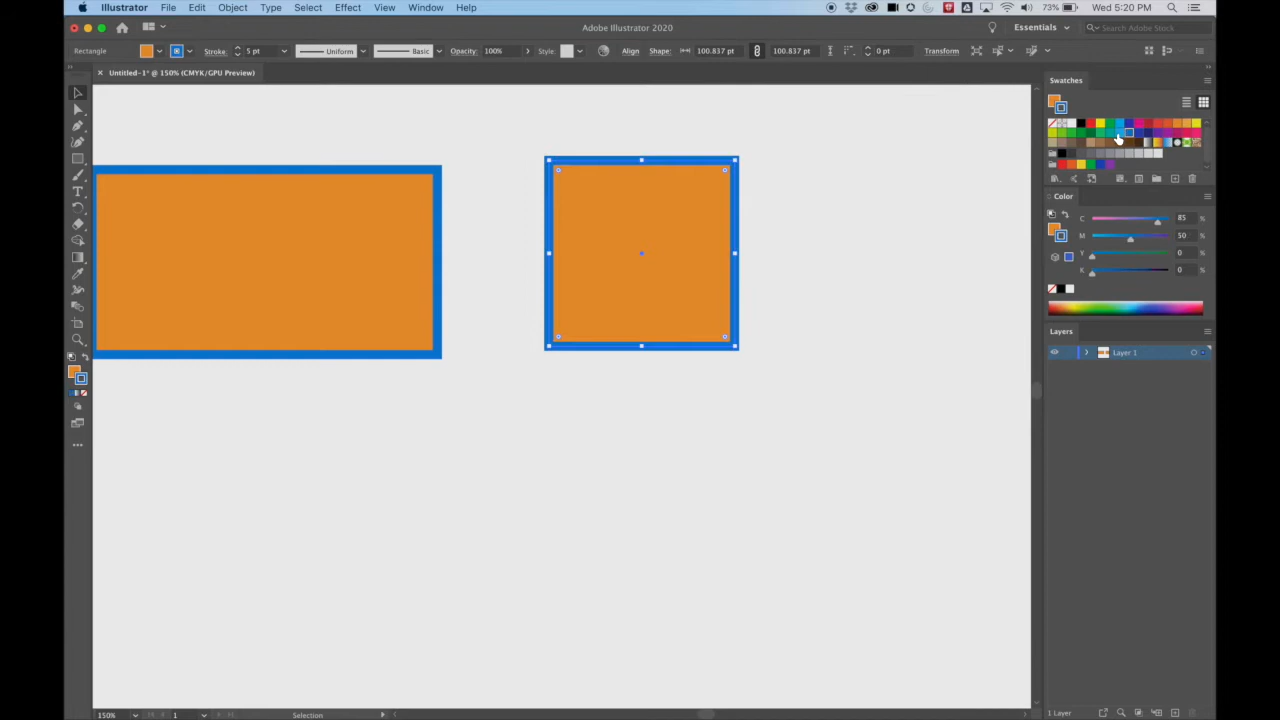 Illustrator File Edit Object Type Select Effect View Window Help 73% Wed 5:20 PM
Adobe Illustrator 2020 Essentials Search Adobe Stock
Rectangle Stroke: 5 pt Uniform Basic Opacity: 100% Style: Align Shape: 100.837 pt 100.837 pt 0 pt Transform
× Untitled-1* @ 150% (CMYK/GPU Preview)
Swatches
Color
C 85 %
M 50 %
Y 0 %
K 0 %
Layers
Layer 1
150% 1 Selection 1 Layer